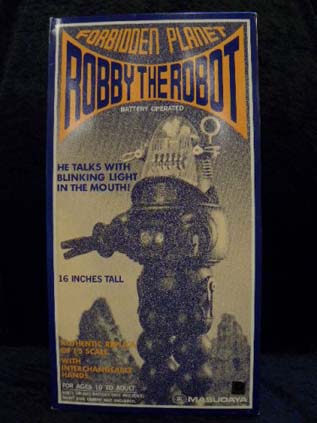 FORBIDDEN PLANET
ROBBY THE ROBOT
BATTERY OPERATED
HE TALKS WITH
BLINKING LIGHT
IN THE MOUTH!
16 INCHES TALL
AUTHENTIC REPLICA
OF 1:5 SCALE.
WITH
INTERCHANGEABLE
HANDS.
FOR AGES 10 TO ADULT
MASUDAYA